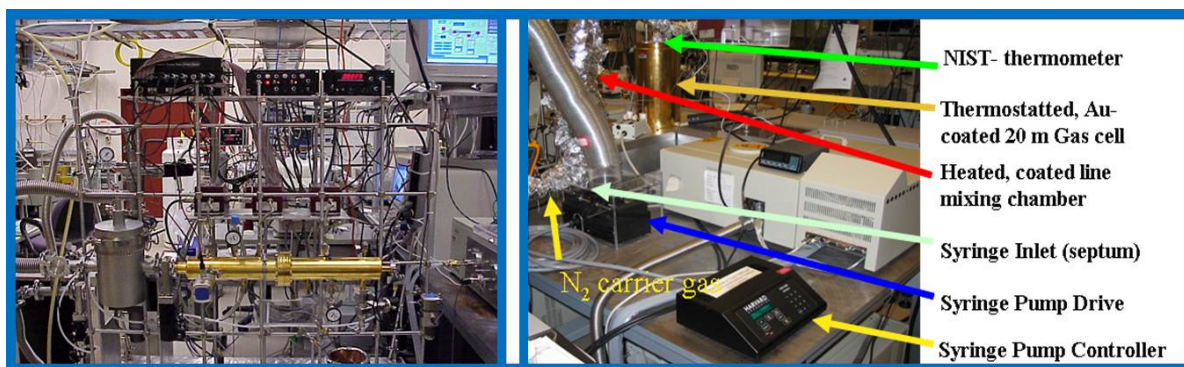 NIST- thermometer
Thermostatted, Au-
coated 20 m Gas cell
Heated, coated line
mixing chamber
Syringe Inlet (septum)
N2 carrier gas
Syringe Pump Drive
HARVARD
Syringe Pump Controller